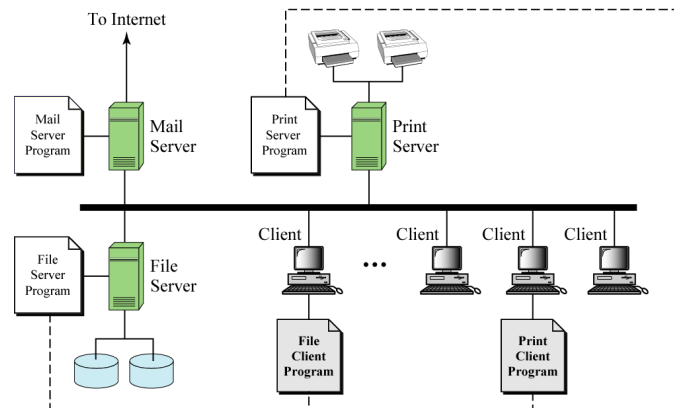 To Internet
Mail
Server
Program
Mail
Server
Print
Server
Program
Print
Server
File
Server
Program
File
Server
Client
Client
Client
Client
File
Client
Program
Print
Client
Program